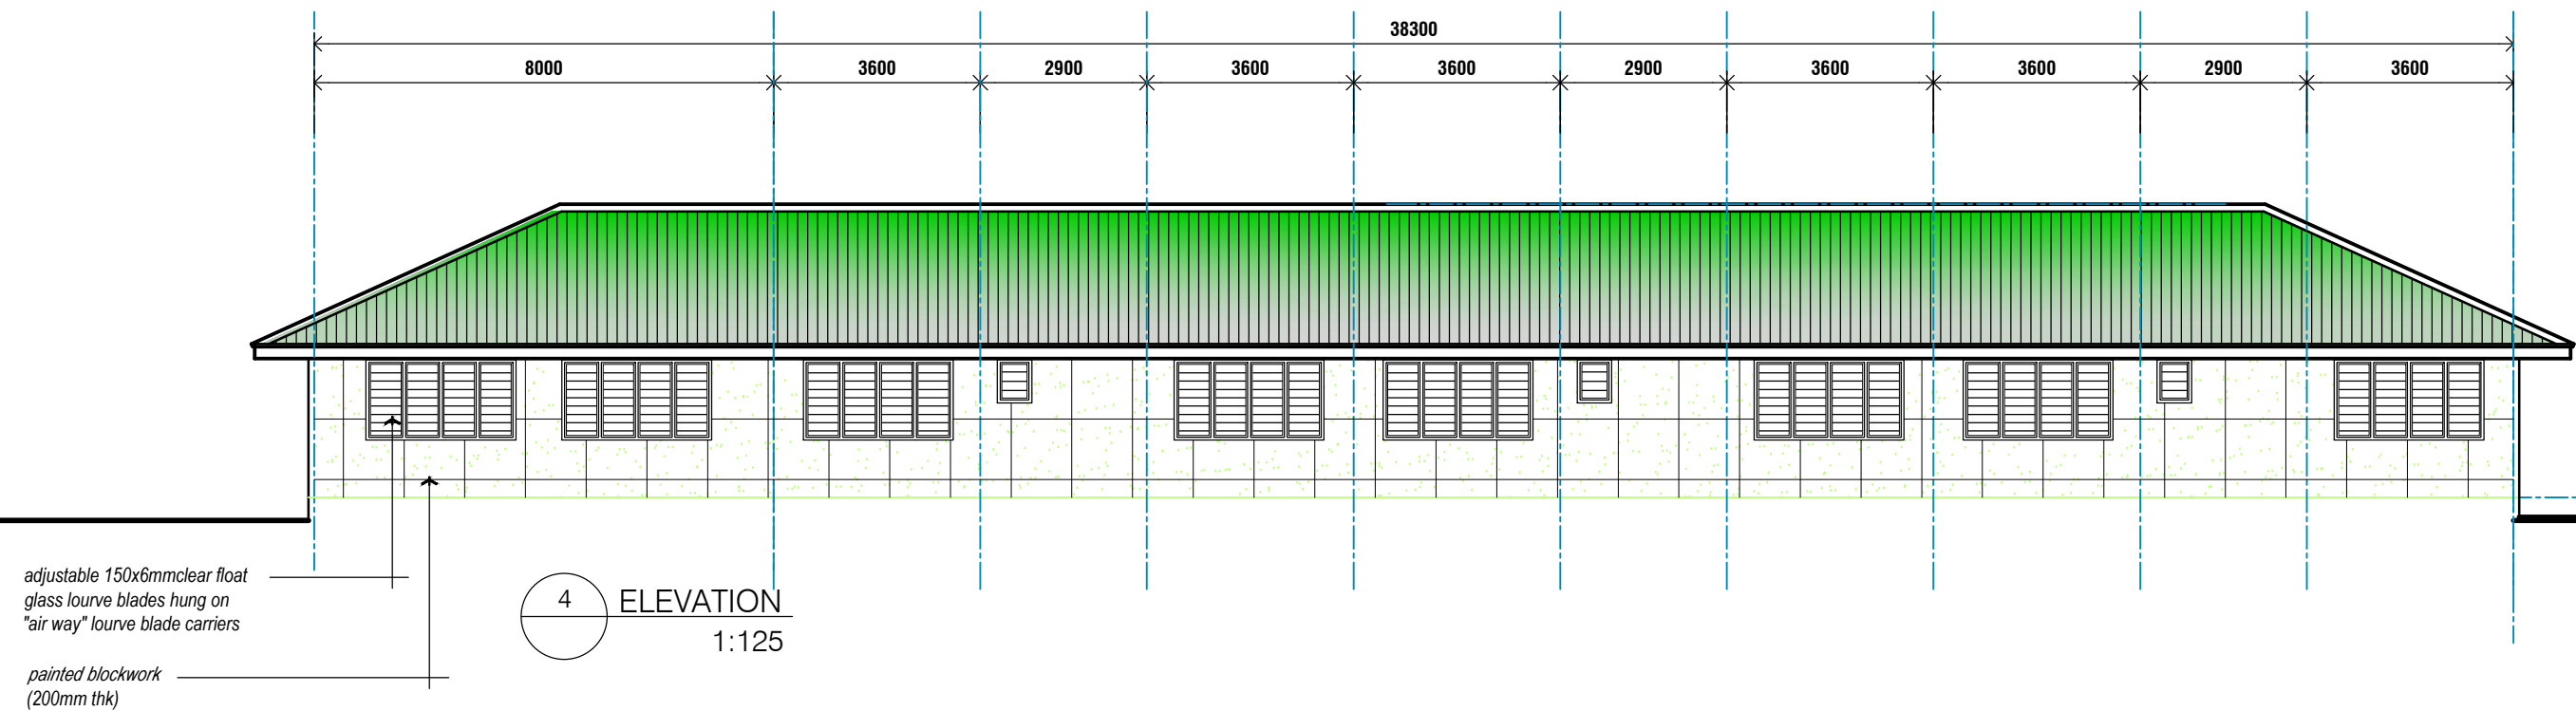 38300
8000 3600 2900 3600 3600 2900 3600 3600 2900 3600
adjustable 150x6mmclear float
glass lourve blades hung on
"air way" lourve blade carriers
painted blockwork
(200mm thk)
4 ELEVATION
1:125